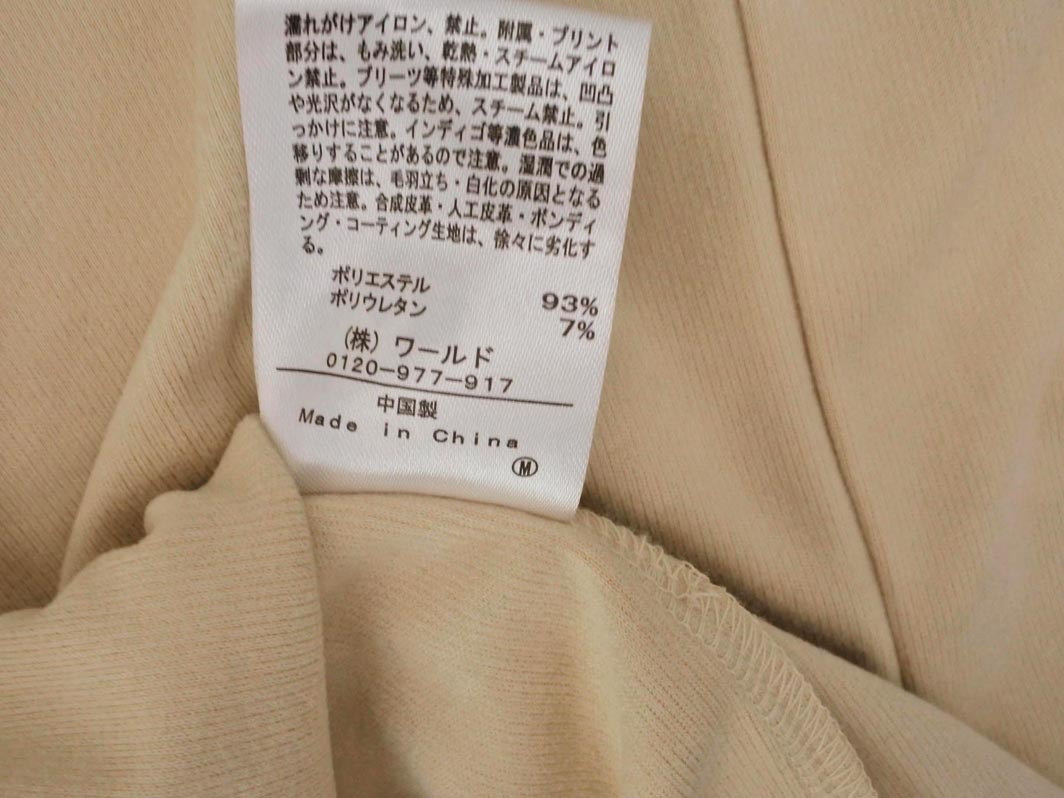 濡れがけアイロン、禁止。附属・プリント
部分は、もみ洗い、乾熱・スチームアイロ
ン禁止。プリーツ等特殊加工製品は、凹凸
や光沢がなくなるため、スチーム禁止。引
っかけに注意。インディゴ等濃色品は、色
移りすることがあるので注意。湿潤での過
剰な摩擦は、毛羽立ち・白化の原因となる
ため注意。合成皮革・人工皮革・ボンディ
ング・コーティング生地は、徐々に劣化す
る。
ポリエステル 93%
ポリウレタン 7%
(株) ワールド
0120-977-917
中国製
Made in China
Ⓜ